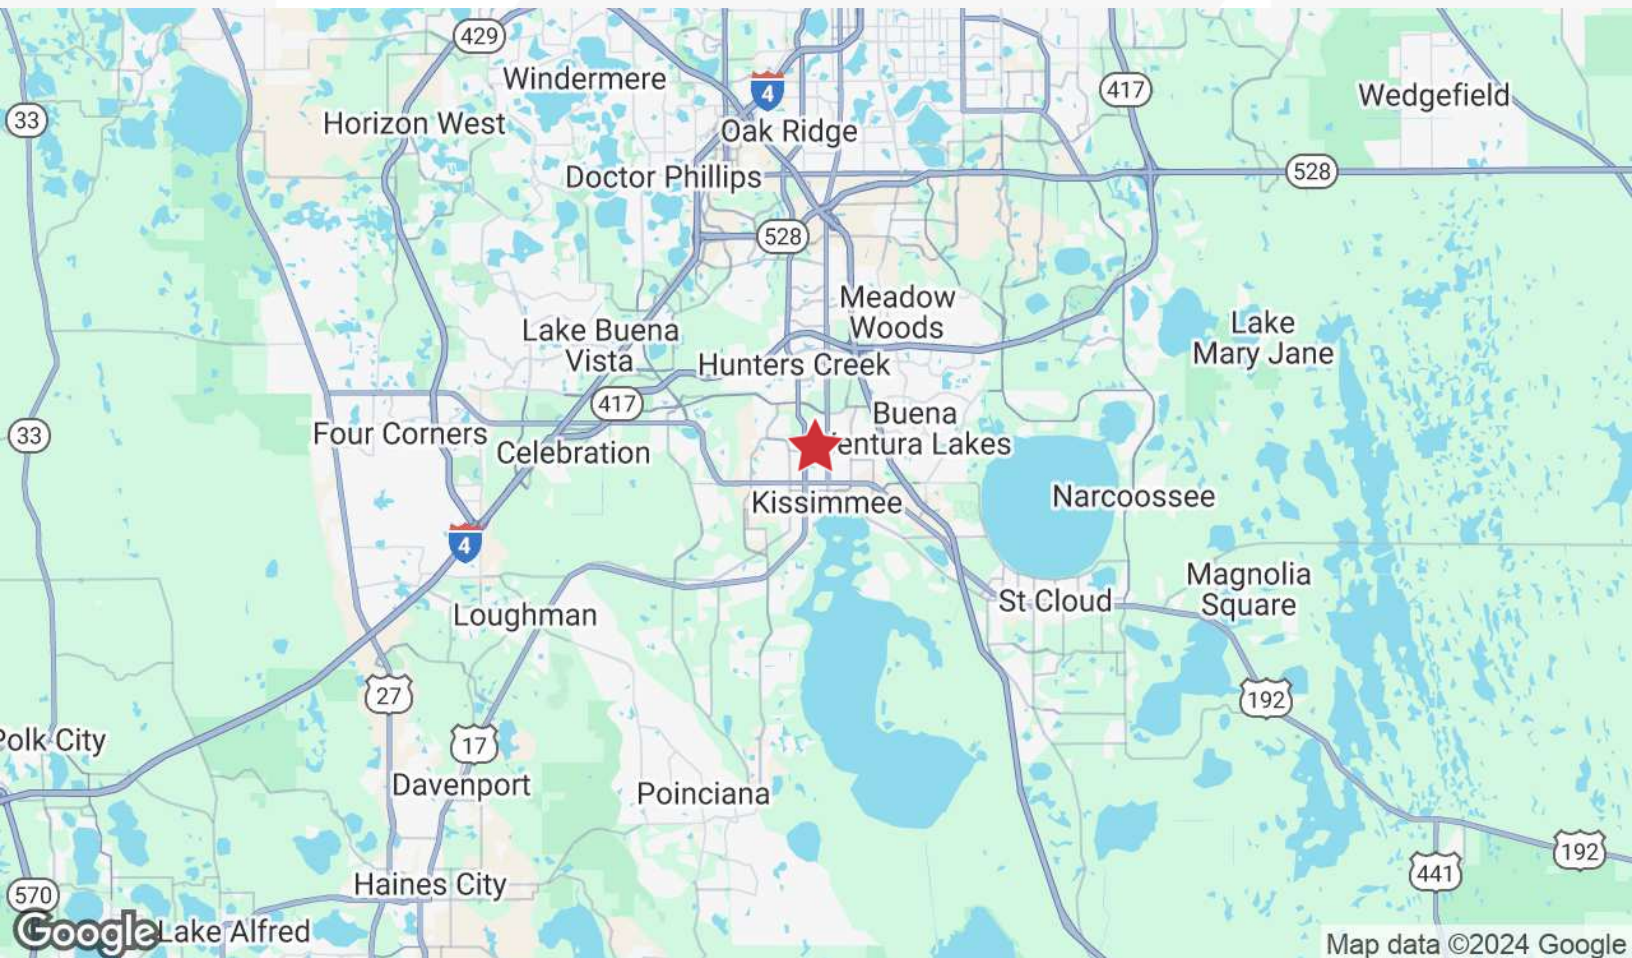 429
Windermere
4
417
Wedgefield
33
Horizon West
Oak Ridge
Doctor Phillips
528
528
Meadow
Woods
Lake Buena
Vista
Lake
Mary Jane
Hunters Creek
417
Buena
entura Lakes
33
Four Corners
Celebration
Kissimmee
Narcoossee
4
Magnolia
Square
Loughman
St Cloud
27
192
Polk City
17
Davenport
Poinciana
192
441
570
Haines City
Google
Lake Alfred
Map data ©2024 Google